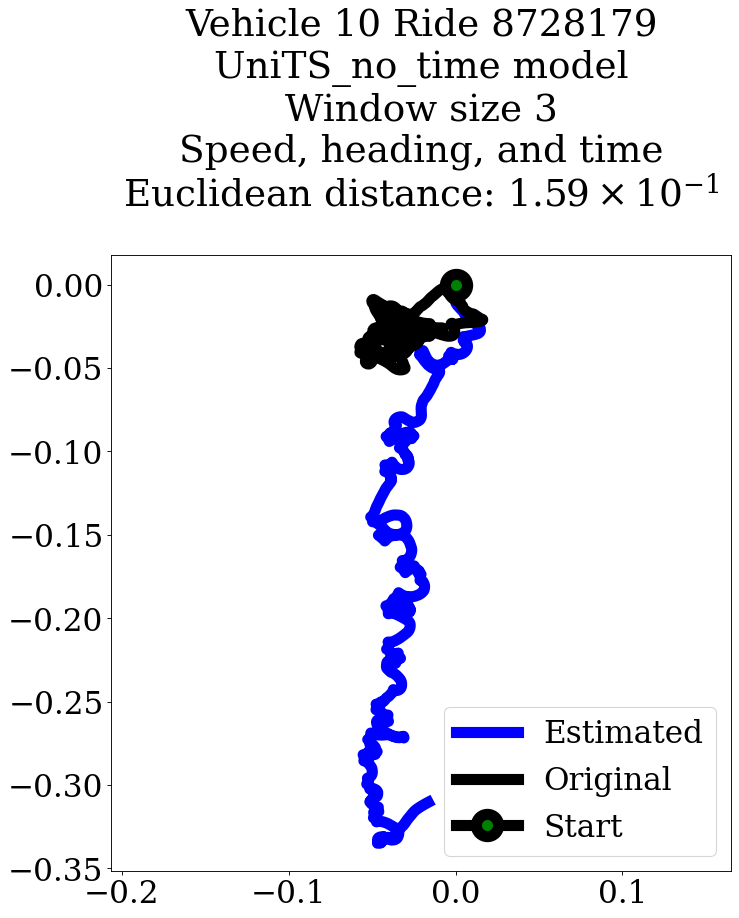 Vehicle 10 Ride 8728179
UniTS_no_time model
Window size 3
Speed, heading, and time
Euclidean distance: 1.59 × 10⁻¹
0.00
−0.05
−0.10
−0.15
−0.20
−0.25
−0.30
−0.35
Estimated
Original
Start
−0.2
−0.1
0.0
0.1